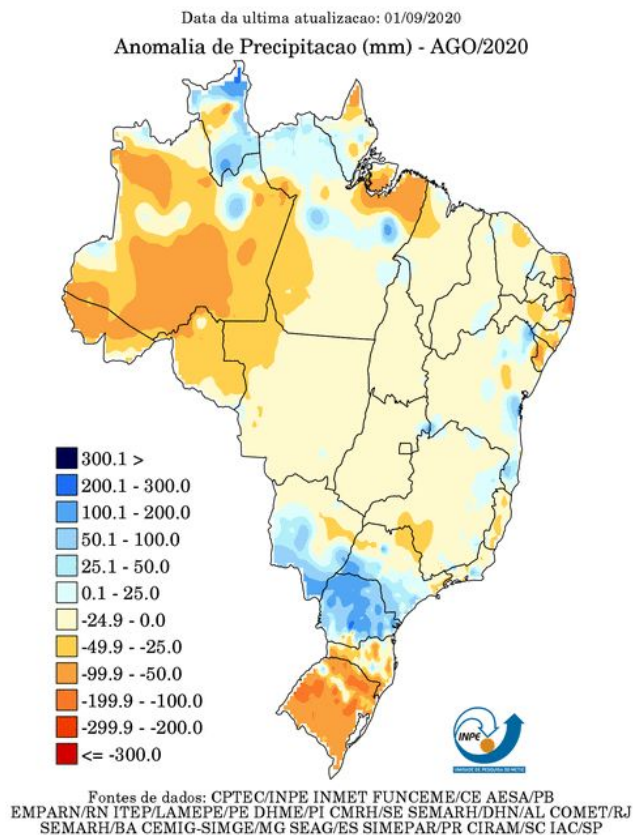 Data da ultima atualizacao: 01/09/2020
Anomalia de Precipitacao (mm) - AGO/2020
300.1 >
200.1 - 300.0
100.1 - 200.0
50.1 - 100.0
25.1 - 50.0
0.1 - 25.0
-24.9 - 0.0
-49.9 - -25.0
-99.9 - -50.0
-199.9 - -100.0
-299.9 - -200.0
<= -300.0
INPE
Fontes de dados: CPTEC/INPE INMET FUNCEME/CE AESA/PB
EMPARN/RN ITEP/LAMEPE/PE DHME/PI CMRH/SE SEMARH/DHN/AL COMET/RJ
SEMARH/BA CEMIG-SIMGE/MG SEAG/ES SIMEPAR/PR CIRAM/SC IAC/SP